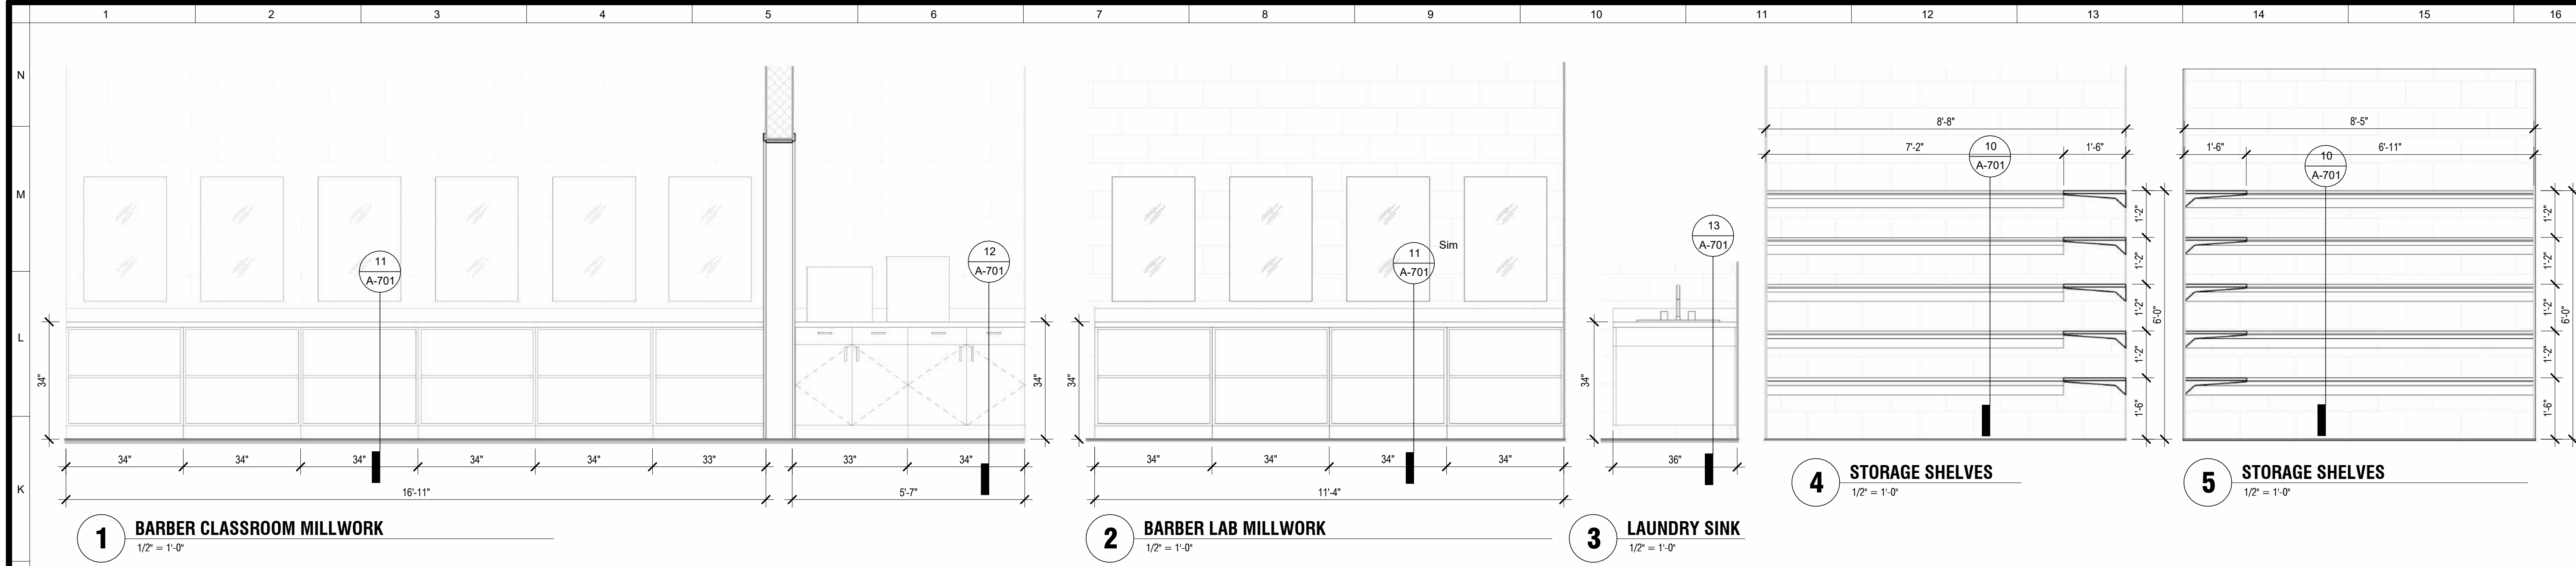 1 2 3 4 5 6 7 8 9 10 11 12 13 14 15 16
N
M
L
K
11
A-701
12
A-701
34"
34"
34" 34" 34" 34" 34" 33" 33" 34"
16'-11" 5'-7"
1 BARBER CLASSROOM MILLWORK
1/2" = 1'-0"
11
A-701
Sim
34"
34" 34" 34" 34"
11'-4"
2 BARBER LAB MILLWORK
1/2" = 1'-0"
13
A-701
34"
36"
3 LAUNDRY SINK
1/2" = 1'-0"
8'-8"
7'-2" 1'-6"
10
A-701
1'-2"
1'-2"
1'-2"
1'-2"
1'-6"
6'-0"
4 STORAGE SHELVES
1/2" = 1'-0"
8'-5"
1'-6" 6'-11"
10
A-701
1'-2"
1'-2"
1'-2"
1'-2"
1'-6"
6'-0"
5 STORAGE SHELVES
1/2" = 1'-0"